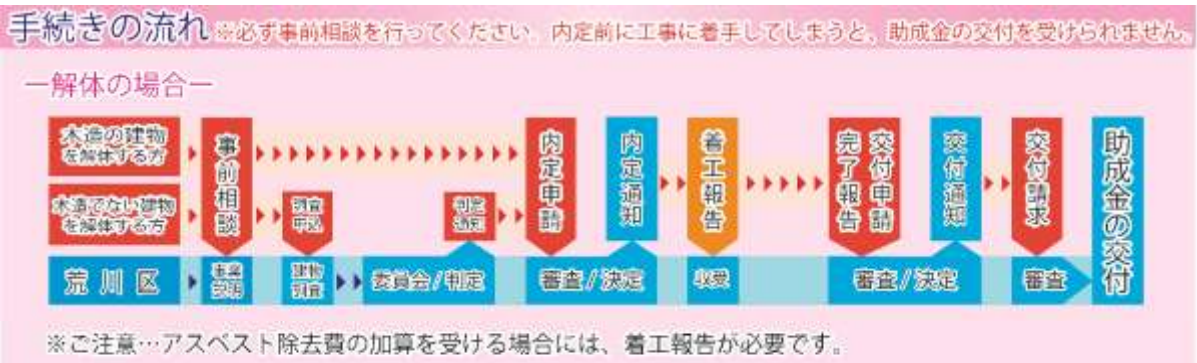 手続きの流れ ※必ず事前相談を行ってください。内定前に工事に着手してしまうと、助成金の交付を受けられません。
ー解体の場合ー
木造の建物
を解体する方
木造でない建物
を解体する方
荒川区
事前相談
事業
説明
調査
申込
建物
調査
委員会/判定
判定
通知
内定申請
審査/決定
内定通知
着工報告
収受
完了報告
交付申請
審査/決定
交付通知
交付請求
審査
助成金の交付
※ご注意…アスベスト除去費の加算を受ける場合には、着工報告が必要です。